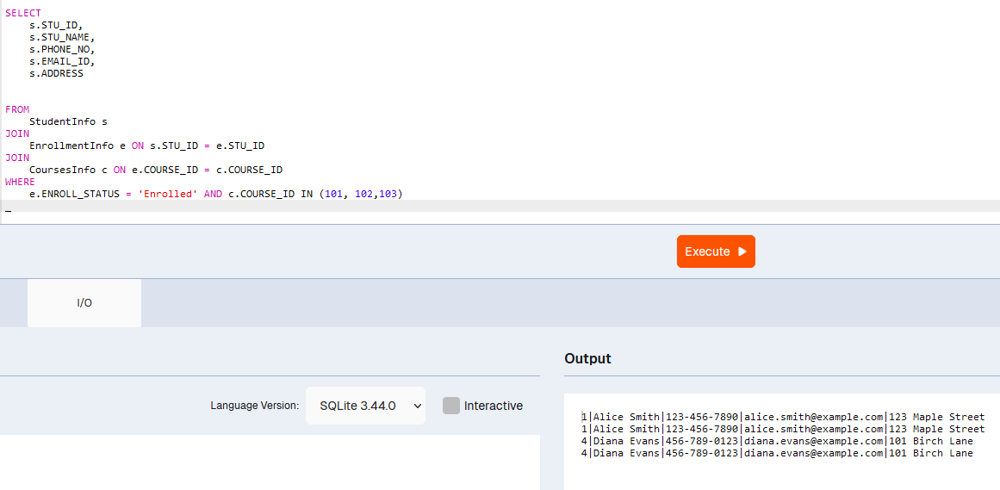 SELECT
    s.STU_ID,
    s.STU_NAME,
    s.PHONE_NO,
    s.EMAIL_ID,
    s.ADDRESS
FROM
    StudentInfo s
JOIN
    EnrollmentInfo e ON s.STU_ID = e.STU_ID
JOIN
    CoursesInfo c ON e.COURSE_ID = c.COURSE_ID
WHERE
    e.ENROLL_STATUS = 'Enrolled' AND c.COURSE_ID IN (101, 102,103)
Execute
I/O
Output
Language Version: SQLite 3.44.0 Interactive
1|Alice Smith|123-456-7890|alice.smith@example.com|123 Maple Street
1|Alice Smith|123-456-7890|alice.smith@example.com|123 Maple Street
4|Diana Evans|456-789-0123|diana.evans@example.com|101 Birch Lane
4|Diana Evans|456-789-0123|diana.evans@example.com|101 Birch Lane